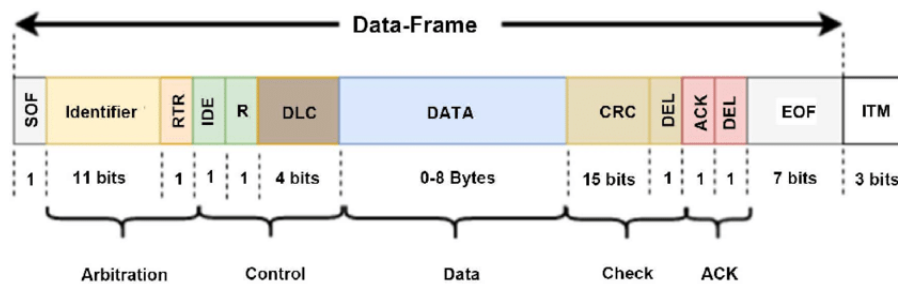 Data-Frame
SOF Identifier RTR IDE R DLC DATA CRC DEL ACK DEL EOF ITM
1 11 bits 1 1 1 4 bits 0-8 Bytes 15 bits 1 1 1 7 bits 3 bits
Arbitration Control Data Check ACK